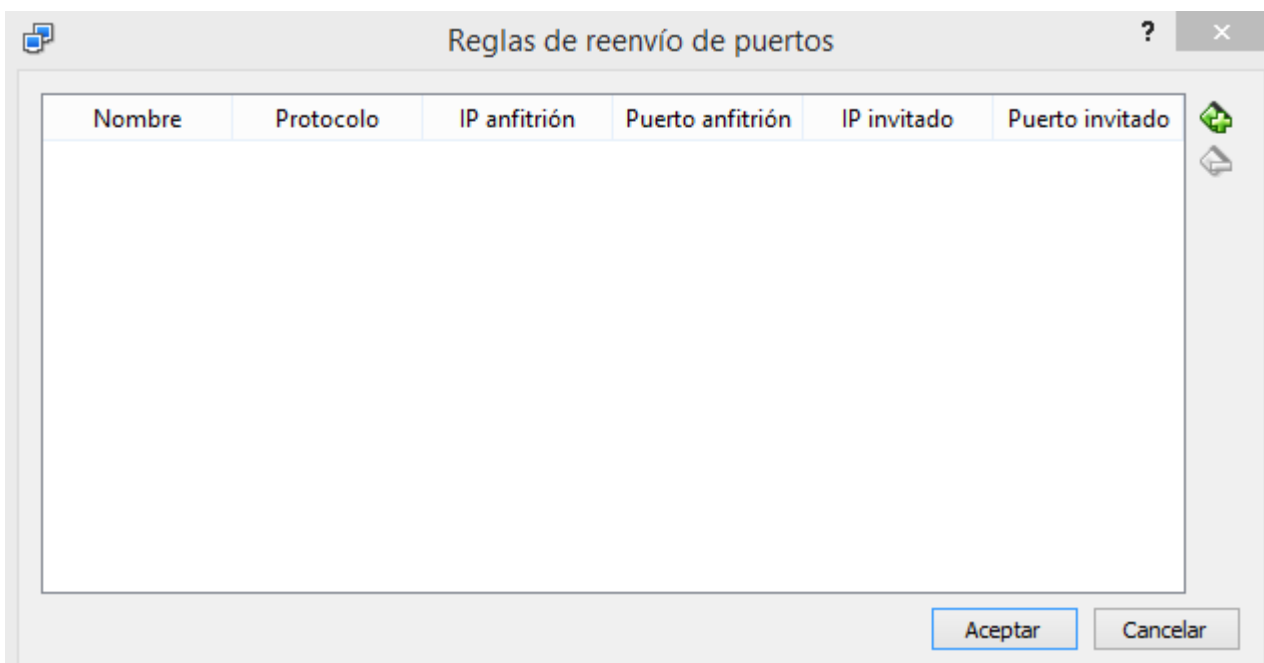 Reglas de reenvío de puertos ?
Nombre Protocolo IP anfitrión Puerto anfitrión IP invitado Puerto invitado
Aceptar Cancelar